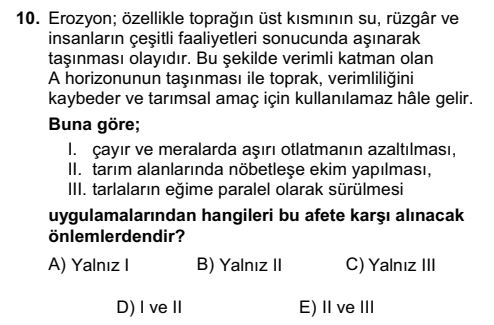 10. Erozyon; özellikle toprağın üst kısmının su, rüzgâr ve
insanların çeşitli faaliyetleri sonucunda aşınarak
taşınması olayıdır. Bu şekilde verimli katman olan
A horizonunun taşınması ile toprak, verimliliğini
kaybeder ve tarımsal amaç için kullanılamaz hâle gelir.
Buna göre;
I. çayır ve meralarda aşırı otlatmanın azaltılması,
II. tarım alanlarında nöbetleşe ekim yapılması,
III. tarlaların eğime paralel olarak sürülmesi
uygulamalarından hangileri bu afete karşı alınacak
önlemlerdendir?
A) Yalnız I B) Yalnız II C) Yalnız III
D) I ve II E) II ve III